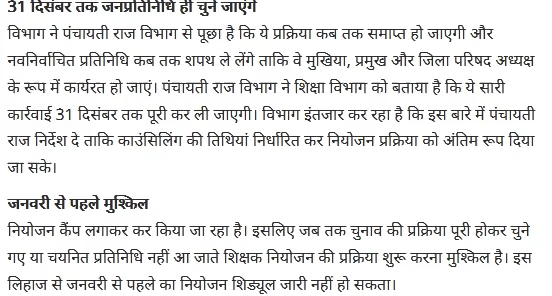 31 दिसंबर तक जनप्रतिनिधि ही चुने जाएंगे
विभाग ने पंचायती राज विभाग से पूछा है कि ये प्रक्रिया कब तक समाप्त हो जाएगी और
नवनिर्वाचित प्रतिनिधि कब तक शपथ ले लेंगे ताकि वे मुखिया, प्रमुख और जिला परिषद अध्यक्ष
के रूप में कार्यरत हो जाएं। पंचायती राज विभाग ने शिक्षा विभाग को बताया है कि ये सारी
कार्रवाई 31 दिसंबर तक पूरी कर ली जाएगी। विभाग इंतजार कर रहा है कि इस बारे में पंचायती
राज निर्देश दे ताकि काउंसिलिंग की तिथियां निर्धारित कर नियोजन प्रक्रिया को अंतिम रूप दिया
जा सके।
जनवरी से पहले मुश्किल
नियोजन कैंप लगाकर कर किया जा रहा है। इसलिए जब तक चुनाव की प्रक्रिया पूरी होकर चुने
गए या चयनित प्रतिनिधि नहीं आ जाते शिक्षक नियोजन की प्रक्रिया शुरू करना मुश्किल है। इस
लिहाज से जनवरी से पहले का नियोजन शिड्यूल जारी नहीं हो सकता।